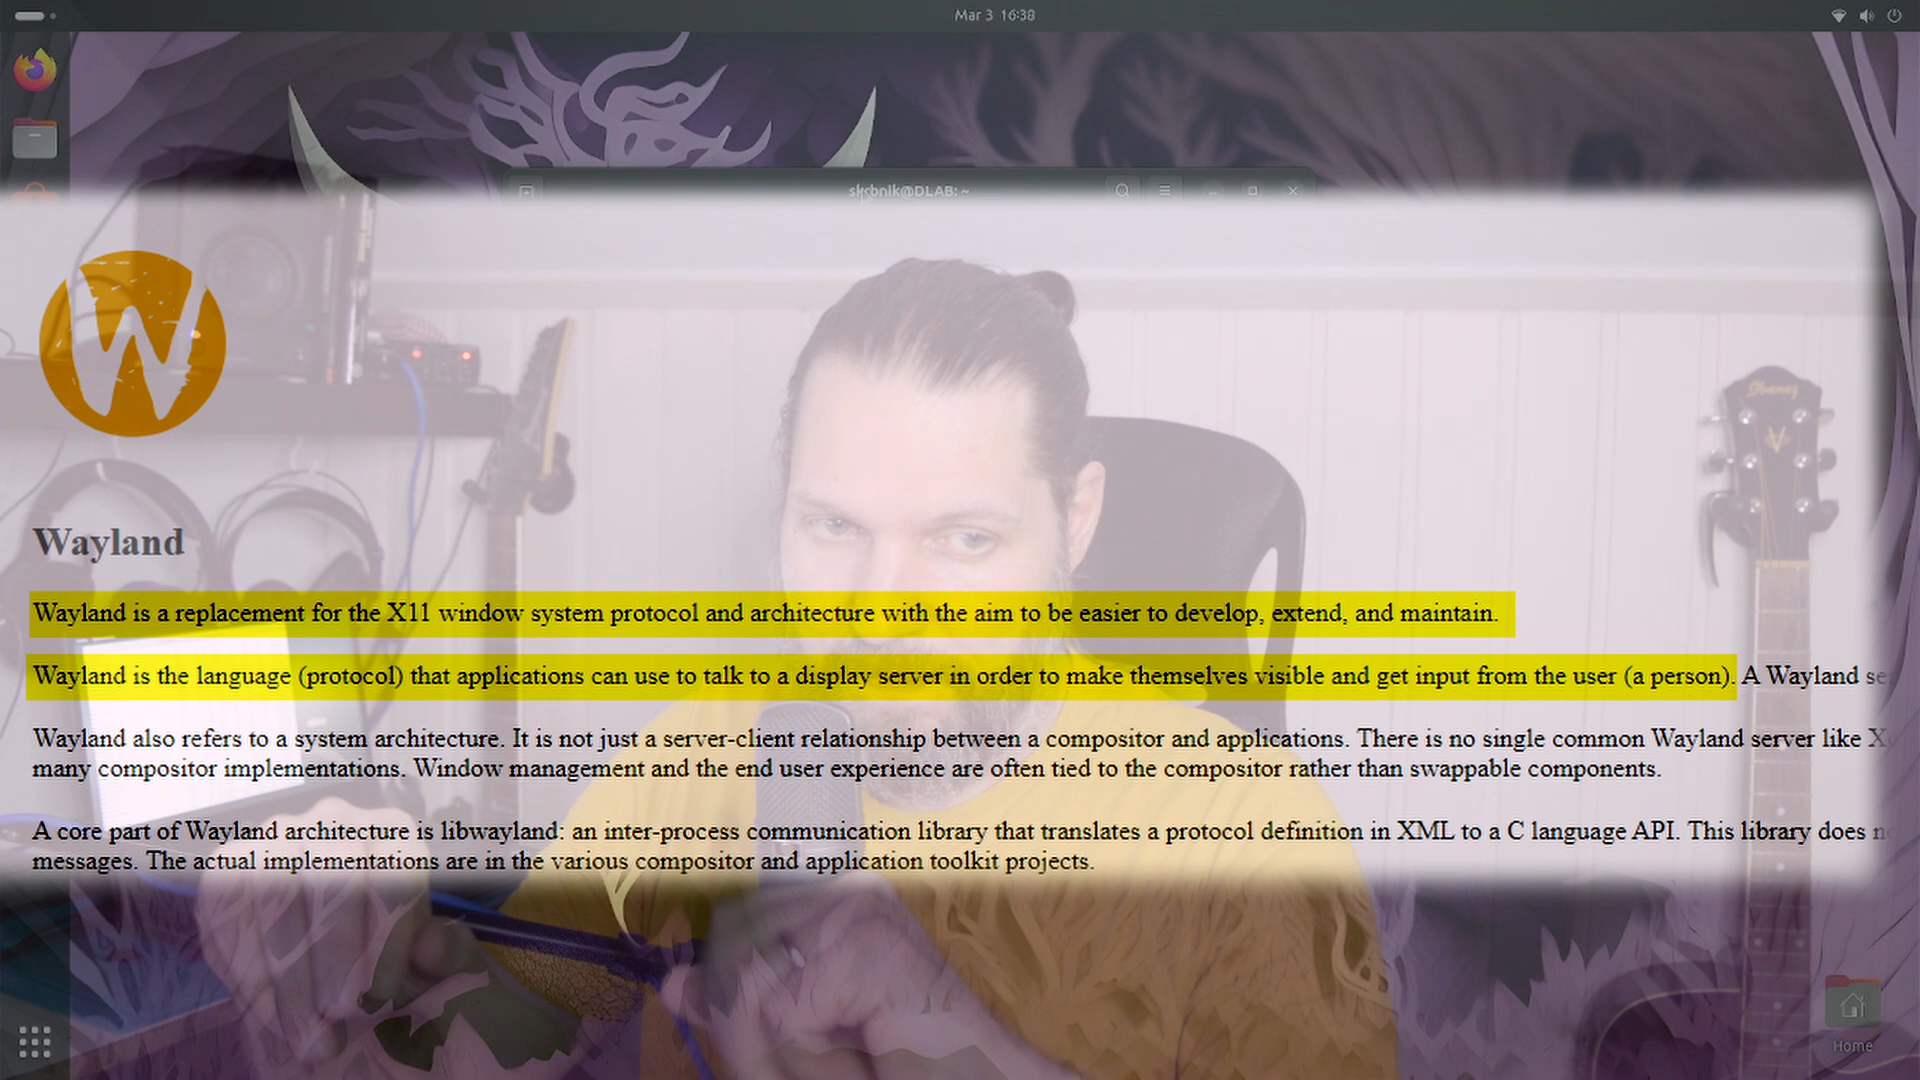 Mar 3 16:38
skrbnik@DLAB: ~
W
Ibanez
Wayland
Wayland is a replacement for the X11 window system protocol and architecture with the aim to be easier to develop, extend, and maintain.
Wayland is the language (protocol) that applications can use to talk to a display server in order to make themselves visible and get input from the user (a person). A Wayland
Wayland also refers to a system architecture. It is not just a server-client relationship between a compositor and applications. There is no single common Wayland server like
many compositor implementations. Window management and the end user experience are often tied to the compositor rather than swappable components.
A core part of Wayland architecture is libwayland: an inter-process communication library that translates a protocol definition in XML to a C language API. This library does
messages. The actual implementations are in the various compositor and application toolkit projects.
Home